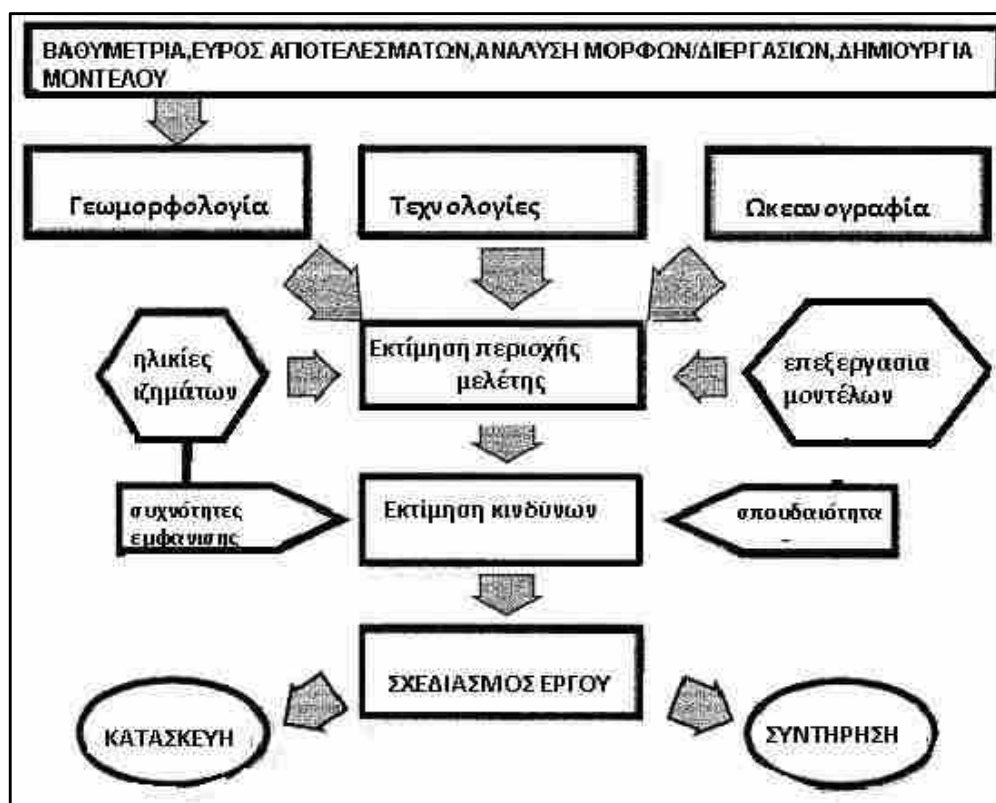 ΒΑΘΥΜΕΤΡΙΑ,ΕΥΡΟΣ ΑΠΟΤΕΛΕΣΜΑΤΩΝ,ΑΝΑΛΥΣΗ ΜΟΡΦΩΝ/ΔΙΕΡΓΑΣΙΩΝ,ΔΗΜΙΟΥΡΓΙΑ
ΜΟΝΤΕΛΟΥ
Γεωμορφολογία
Τεχνολογίες
Ωκεανογραφία
ηλικίες
ιζημάτων
Εκτίμηση περιοχής
μελέτης
επεξεργασια
μοντέλων
συχνότητες
εμφανισης
Εκτίμηση κινδύνων
σπουδαιότητα
ΣΧΕΔΙΑΣΜΟΣ ΕΡΓΟΥ
ΚΑΤΑΣΚΕΥΗ
ΣΥΝΤΗΡΗΣΗ